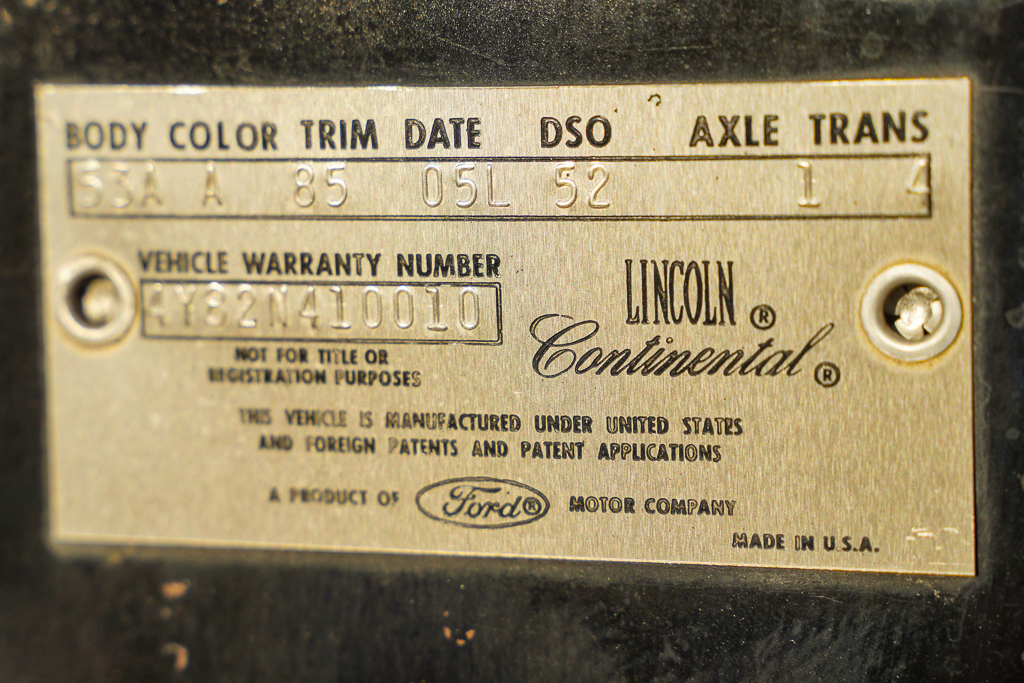 BODY COLOR TRIM DATE DSO AXLE TRANS
53A A 85 05L 52 1 4
VEHICLE WARRANTY NUMBER
4Y82N410010
NOT FOR TITLE OR
REGISTRATION PURPOSES
LINCOLN ®
Continental ®
THIS VEHICLE IS MANUFACTURED UNDER UNITED STATES
AND FOREIGN PATENTS AND PATENT APPLICATIONS
A PRODUCT OF Ford® MOTOR COMPANY
MADE IN U.S.A.